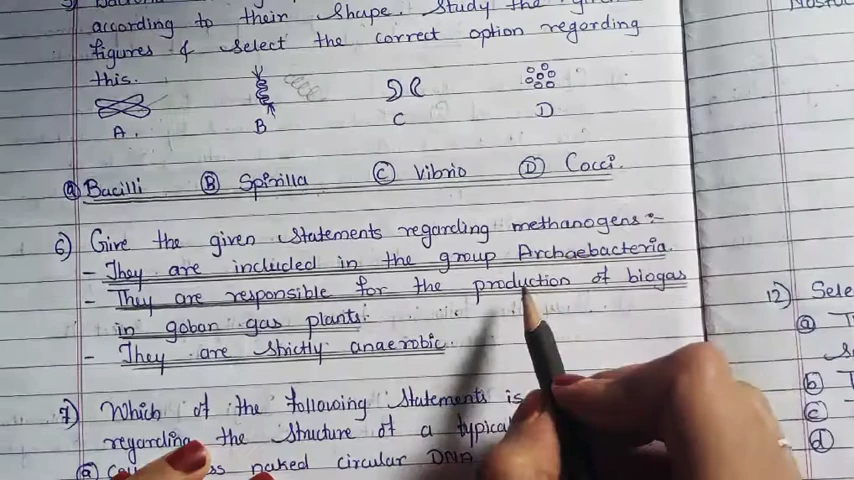 according to their Shape. Study the
figures & select the correct option regarding
this.
A. B C D
ⓐ Bacilli Ⓑ Spirilla Ⓒ Vibrio Ⓓ Cocci.
6) Give the given statements regarding methanogens :-
- They are included in the group Archaebacteria.
- They are responsible for the production of biogas
in gobar gas plants.
- They are strictly anaerobic.
7) Which of the following statements is
regarding the structure of a typical
ⓐ naked circular DNA
12) Sele
ⓐ
ⓑ
ⓒ
ⓓ